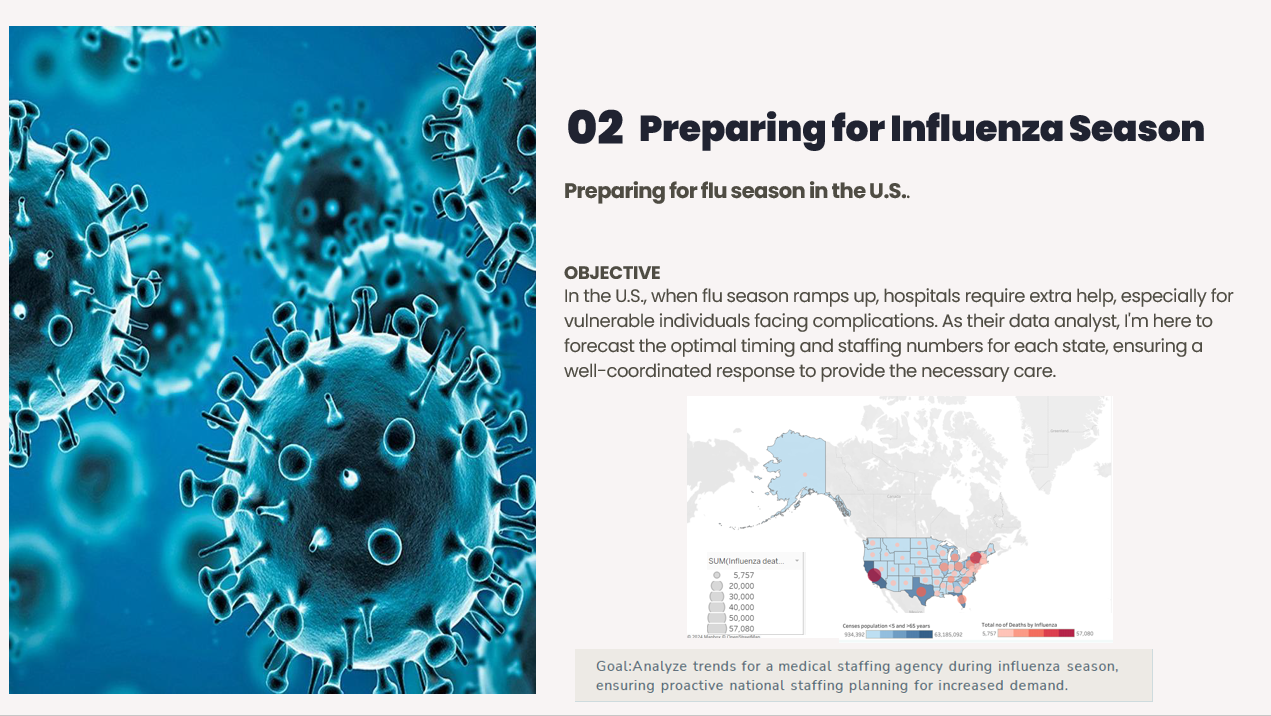 02 Preparing for Influenza Season
Preparing for flu season in the U.S..
OBJECTIVE
In the U.S., when flu season ramps up, hospitals require extra help, especially for
vulnerable individuals facing complications. As their data analyst, I'm here to
forecast the optimal timing and staffing numbers for each state, ensuring a
well-coordinated response to provide the necessary care.
Canada
SUM(Influenza deat...
5,757
20,000
30,000
40,000
50,000
57,080
© 2024 Mapbox © OpenStreetMap
Censes population <5 and >65 years
934,392 63,185,092
Total no of Deaths by Influenza
5,757 57,080
Goal:Analyze trends for a medical staffing agency during influenza season,
ensuring proactive national staffing planning for increased demand.